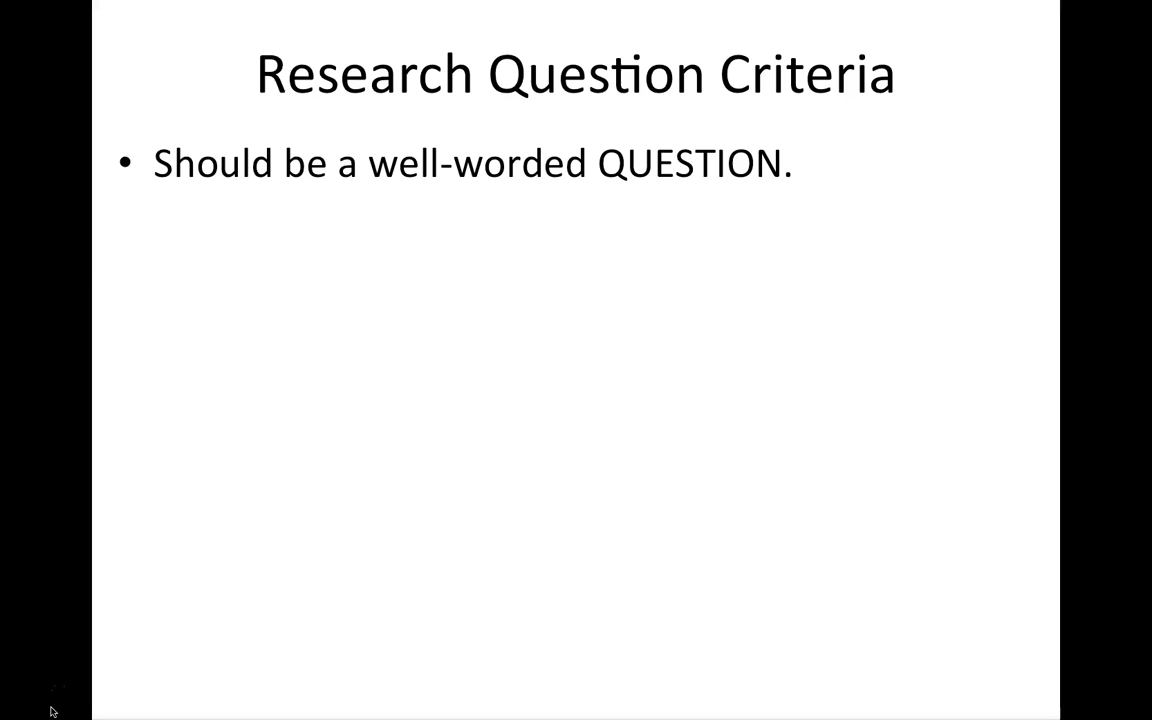 Research Question Criteria
• Should be a well-worded QUESTION.